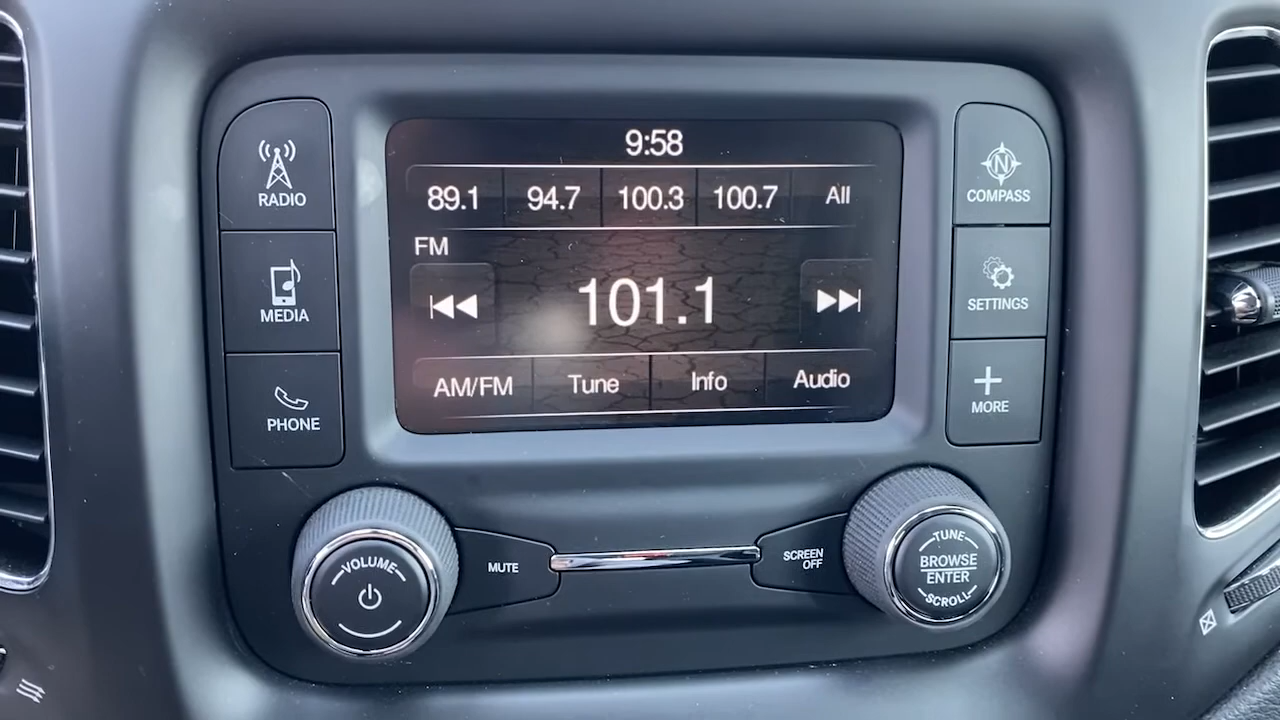 9:58
89.1 94.7 100.3 100.7 All
FM
101.1
AM/FM Tune Info Audio
RADIO
MEDIA
PHONE
N
COMPASS
SETTINGS
MORE
VOLUME
MUTE
SCREEN
OFF
TUNE
BROWSE
ENTER
SCROLL